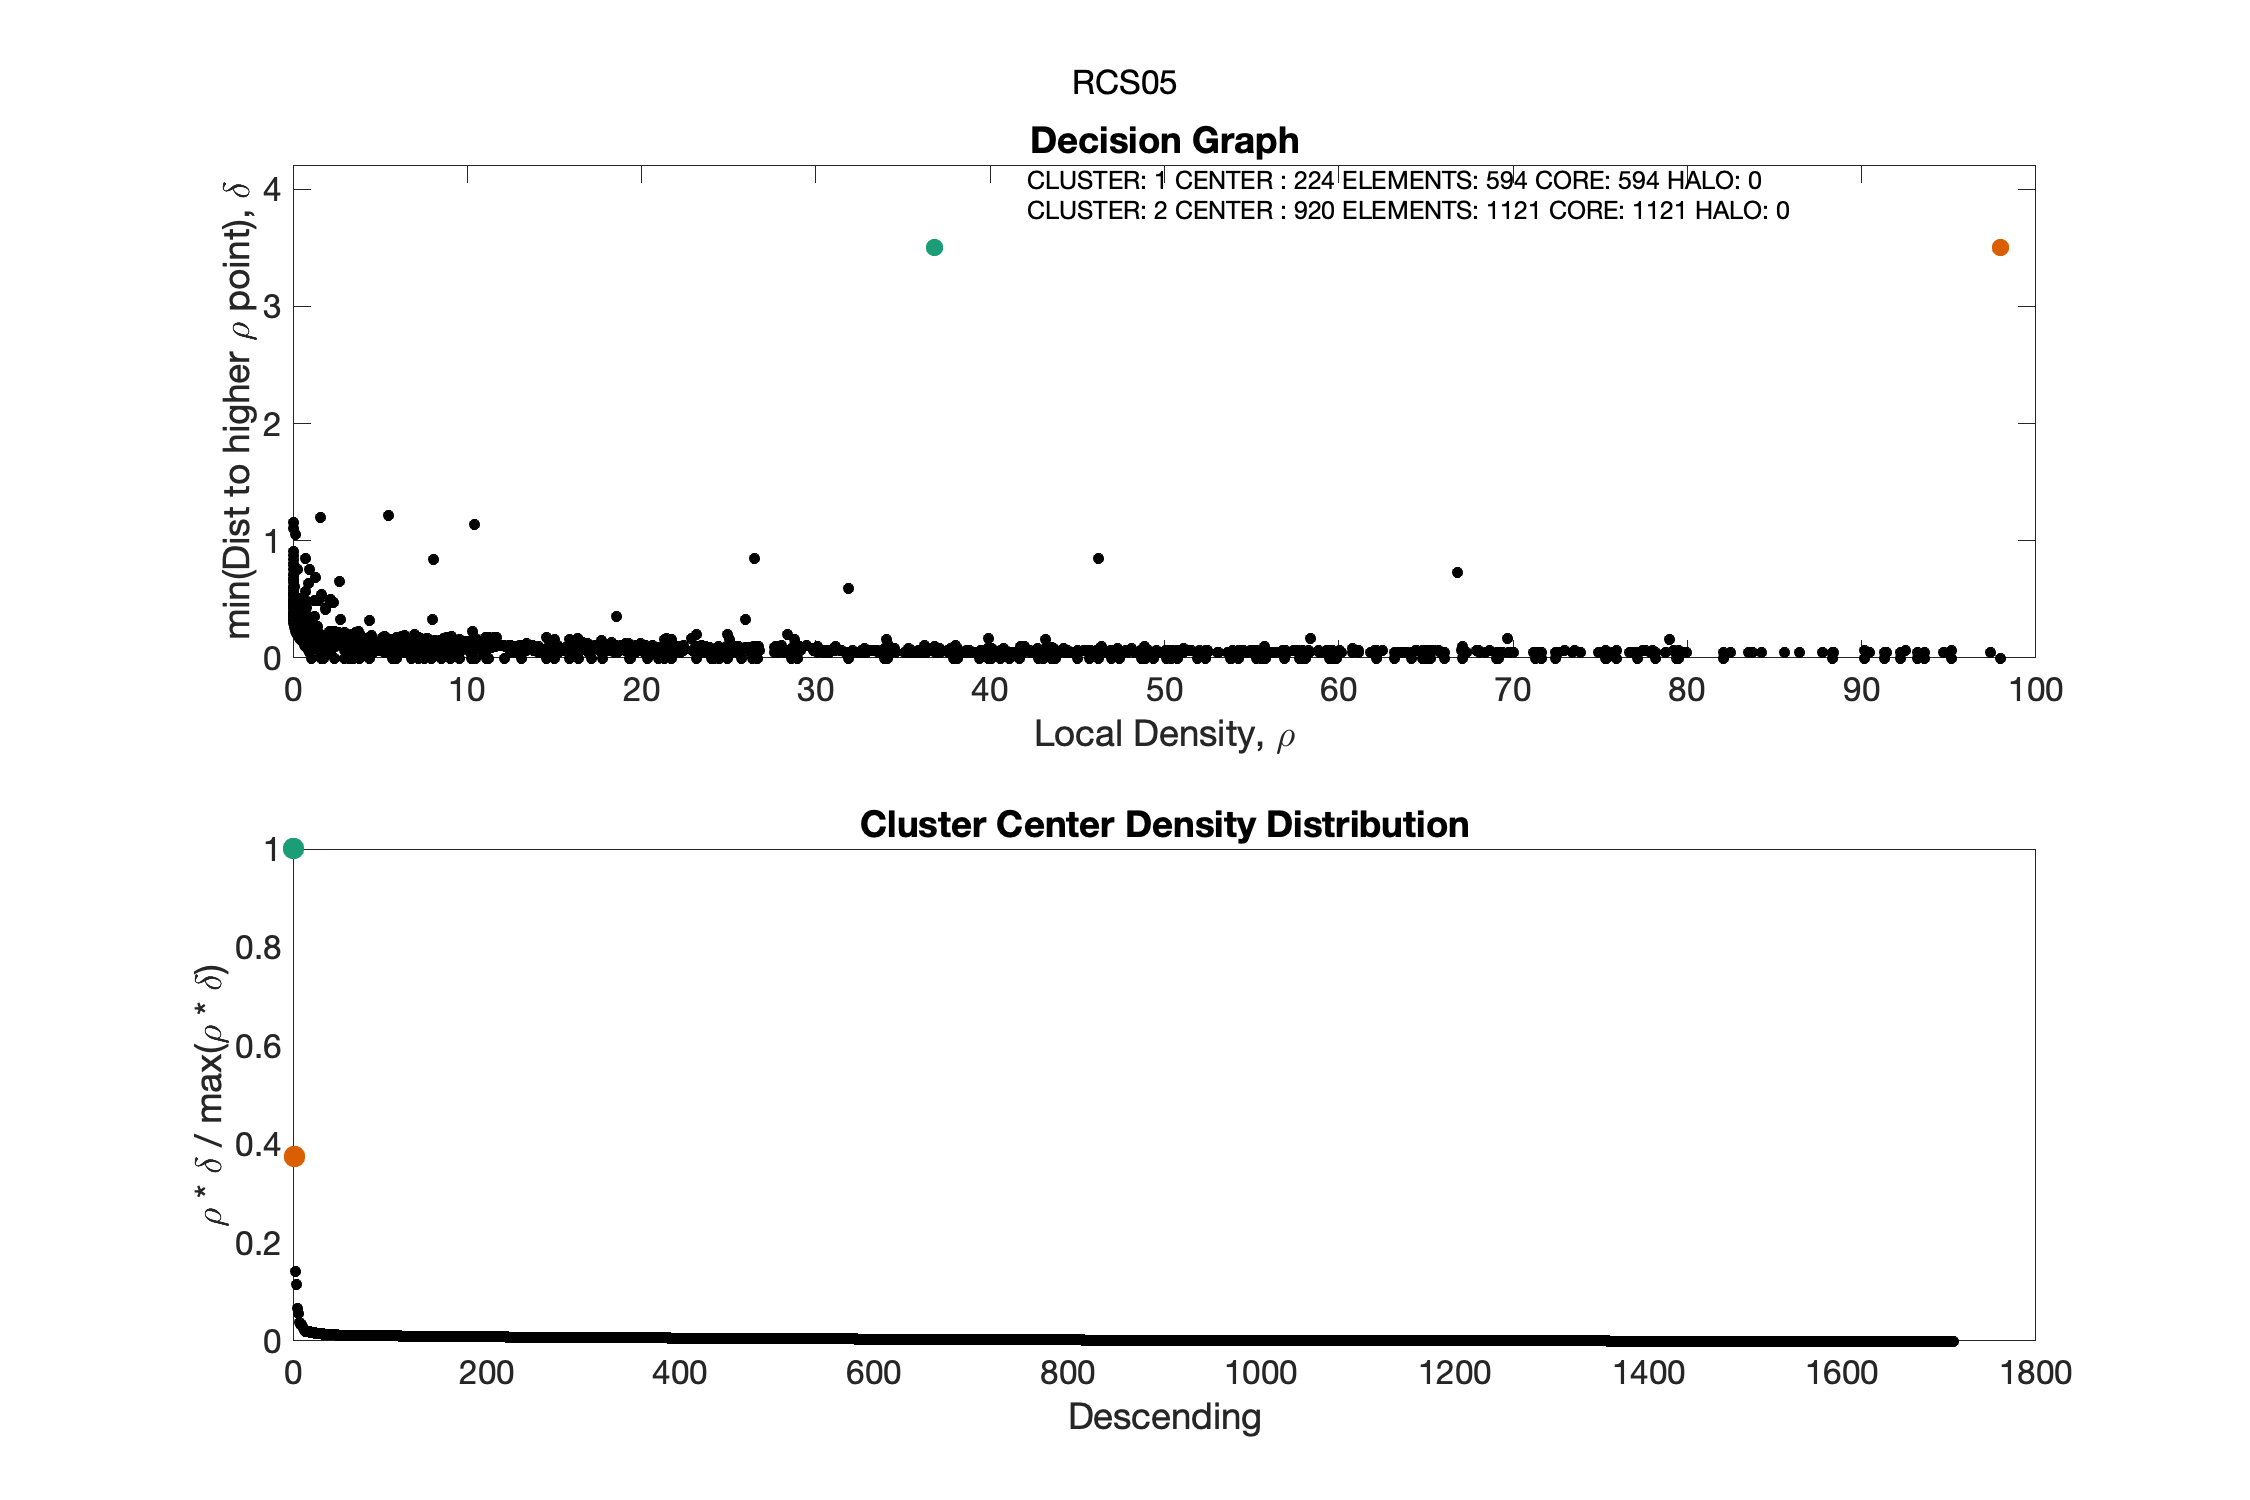 RCS05
Decision Graph
CLUSTER: 1 CENTER : 224 ELEMENTS: 594 CORE: 594 HALO: 0
CLUSTER: 2 CENTER : 920 ELEMENTS: 1121 CORE: 1121 HALO: 0
min(Dist to higher ρ point), δ
4
3
2
1
0
0 10 20 30 40 50 60 70 80 90 100
Local Density, ρ
Cluster Center Density Distribution
ρ * δ / max(ρ * δ)
1
0.8
0.6
0.4
0.2
0
0 200 400 600 800 1000 1200 1400 1600 1800
Descending